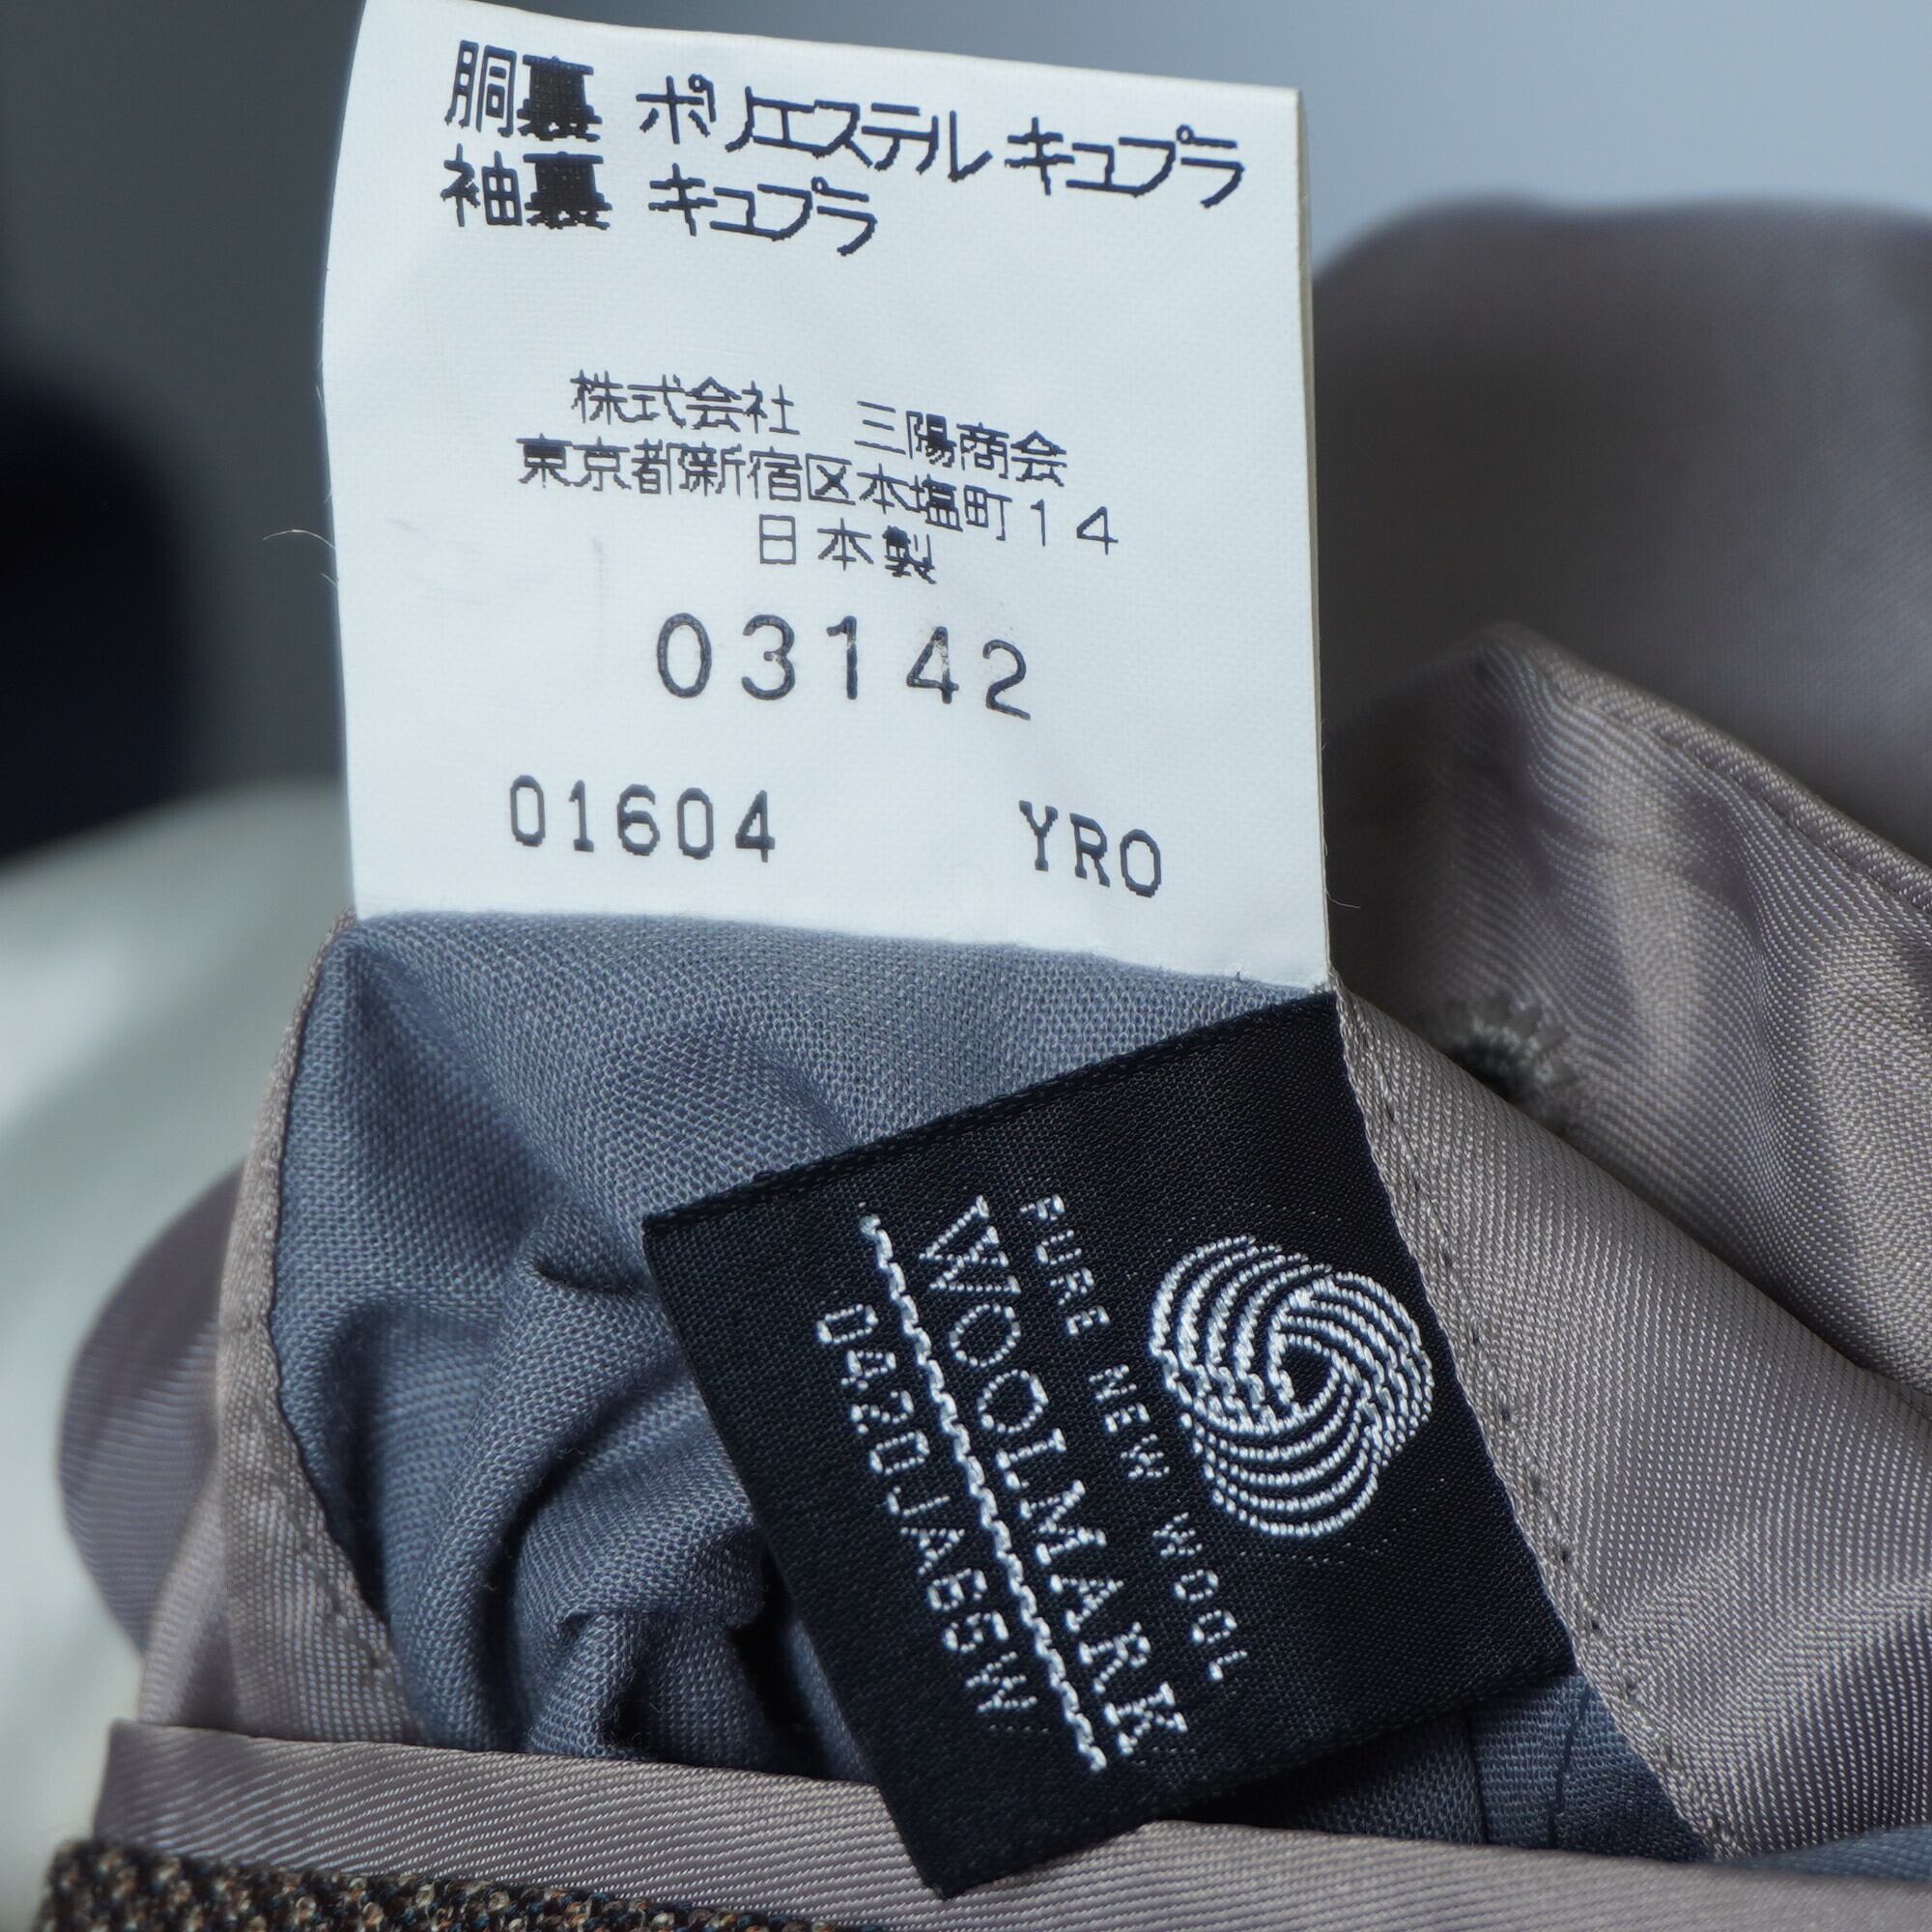 胴裏 ポリエステル キュプラ
袖裏 キュプラ
株式会社 三陽商会
東京都新宿区本塩町14
日本製
03142
01604 YRO
PURE NEW WOOL
WOOLMARK
0420JA66W